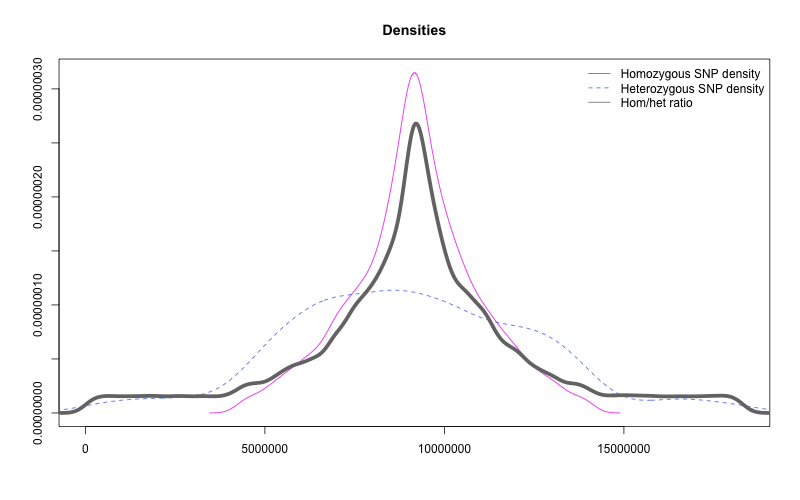 Densities
Homozygous SNP density
Heterozygous SNP density
Hom/het ratio
0.00000030
0.00000020
0.00000010
0.00000000
0 5000000 10000000 15000000